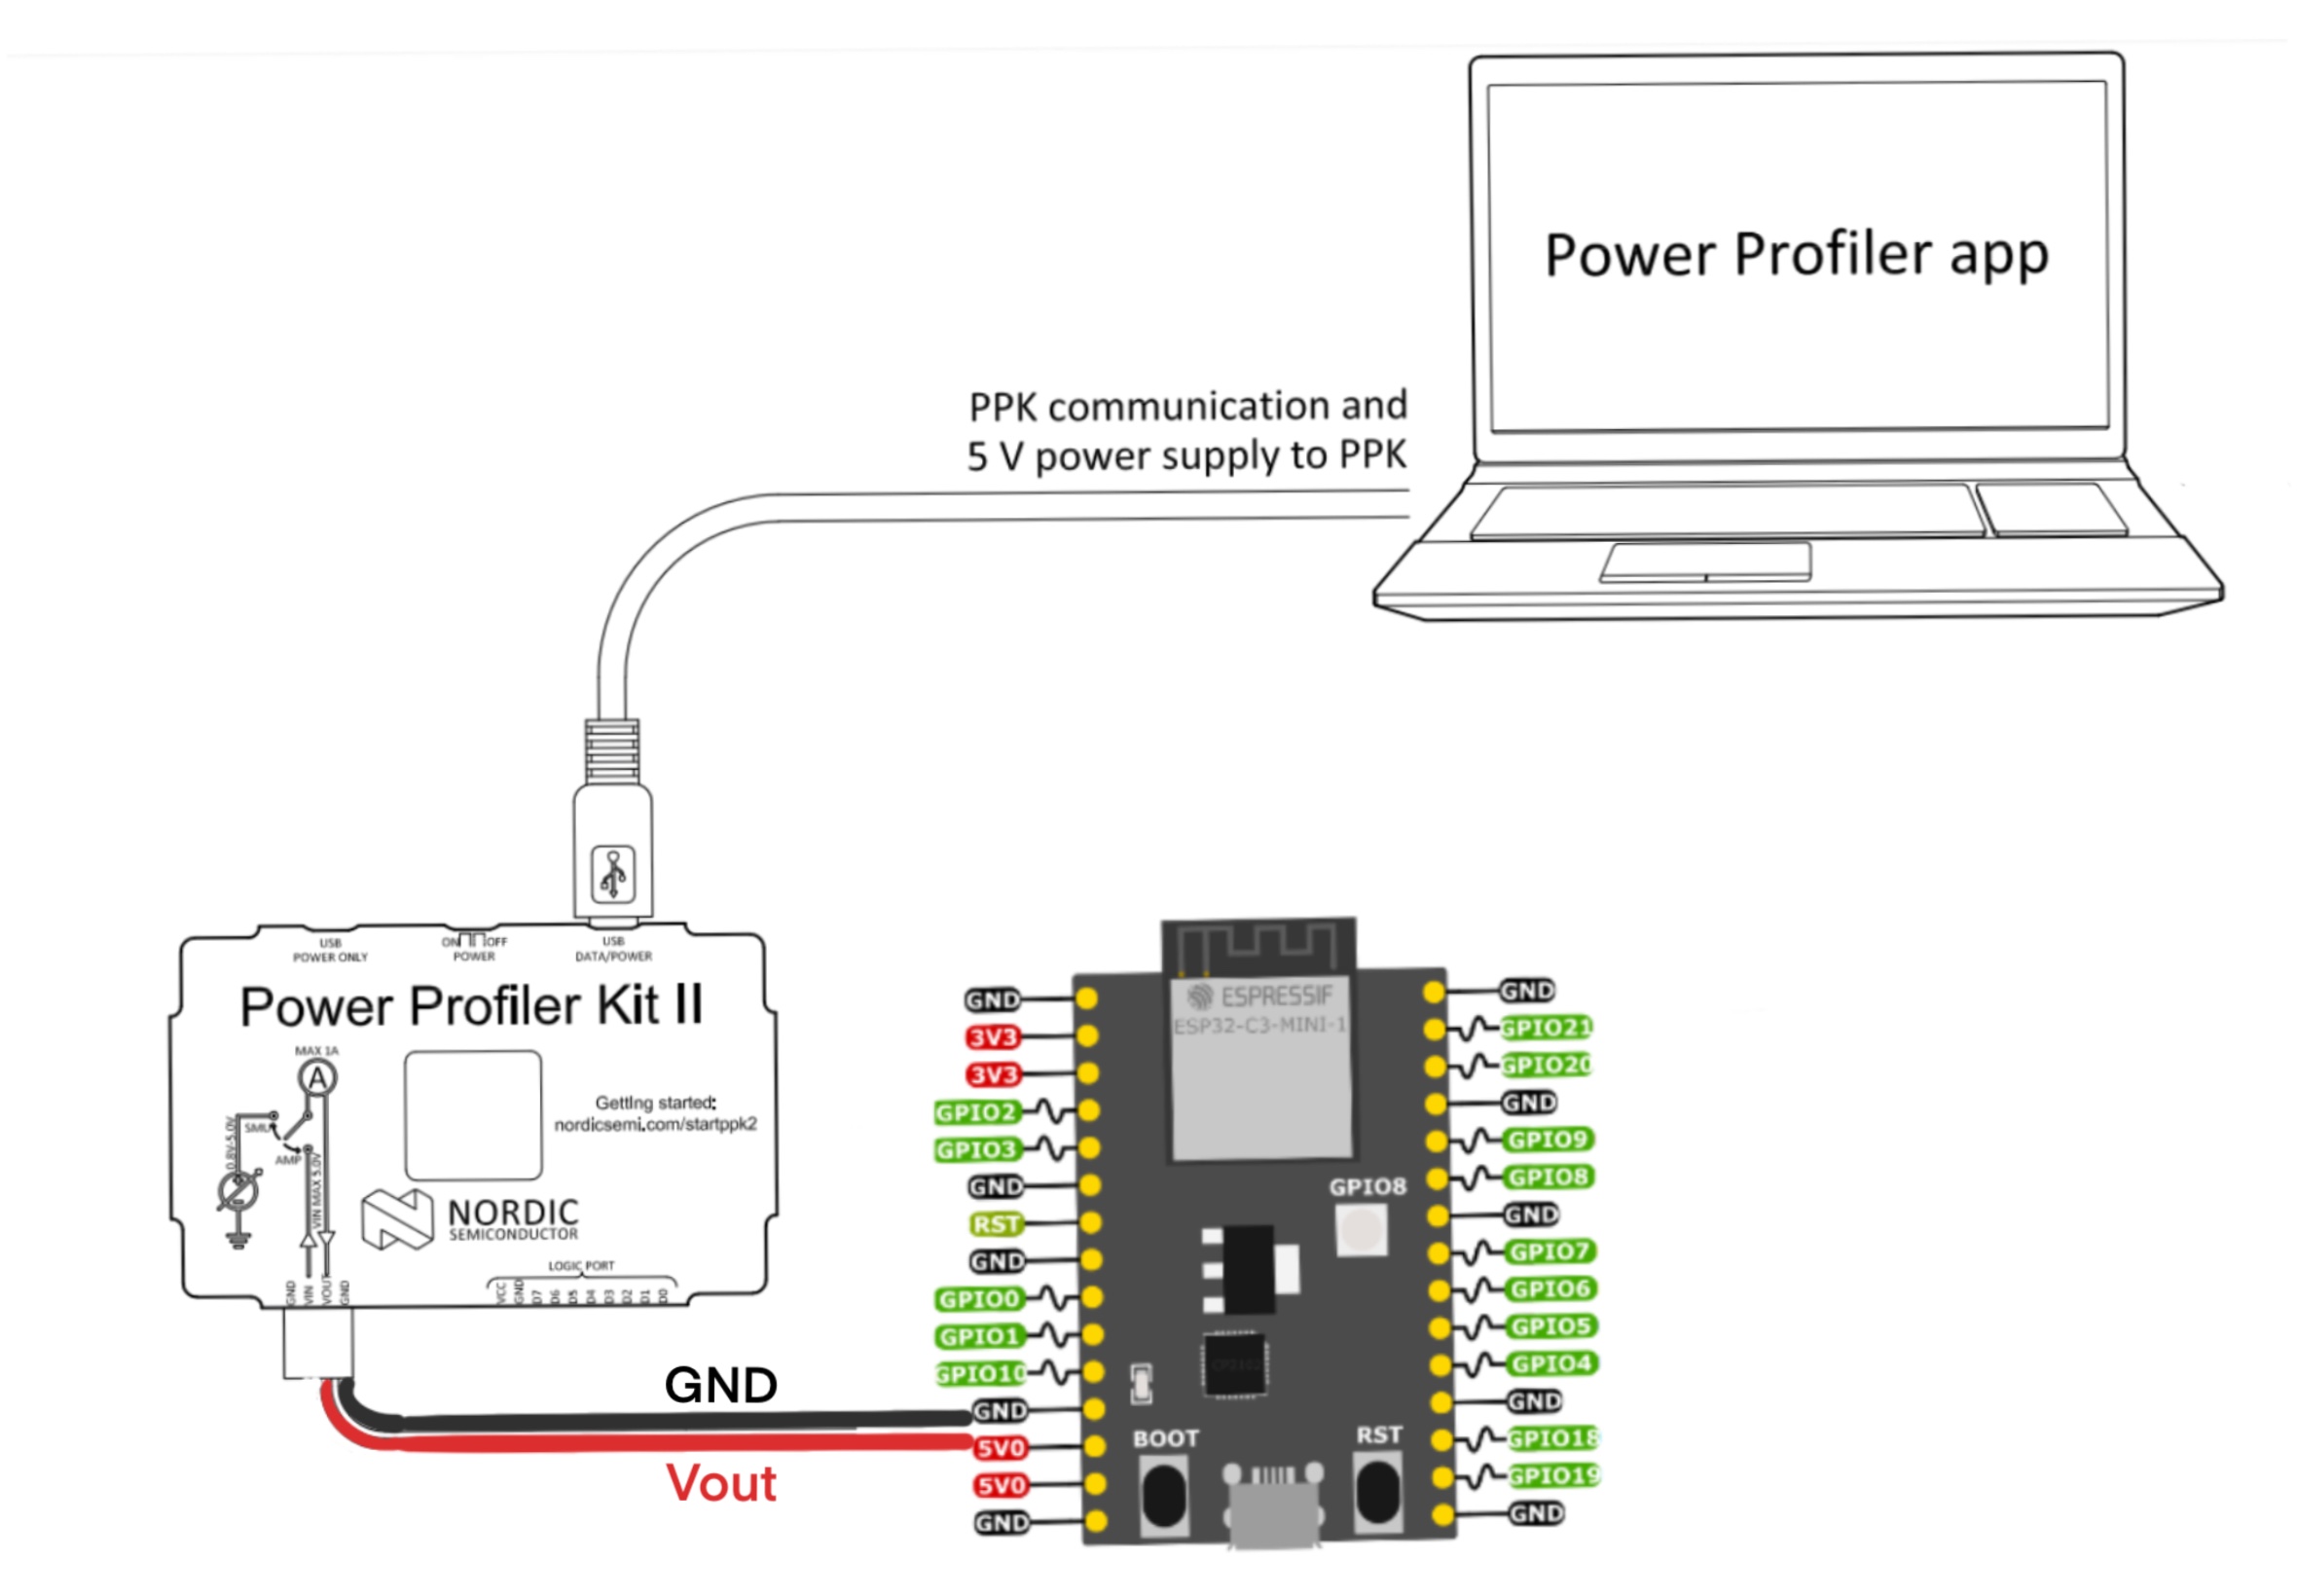 Power Profiler app
PPK communication and
5 V power supply to PPK
USB
POWER ONLY
ON OFF
POWER
USB
DATA/POWER
Power Profiler Kit II
MAX 1A
A
SMU
AMP
0.8V-5.0V
VIN MAX 5.0V
Getting started:
nordicsemi.com/startppk2
NORDIC
SEMICONDUCTOR
LOGIC PORT
GND
VIN
VOUT
GND
VCC
GND
D7
D6
D5
D4
D3
D2
D1
D0
GND
Vout
GND
3V3
3V3
GPIO2
GPIO3
GND
RST
GND
GPIO0
GPIO1
GPIO10
GND
5V0
5V0
GND
ESPRESSIF
ESP32-C3-MINI-1
GPIO8
BOOT
RST
GND
GPIO21
GPIO20
GND
GPIO9
GPIO8
GND
GPIO7
GPIO6
GPIO5
GPIO4
GND
GPIO18
GPIO19
GND